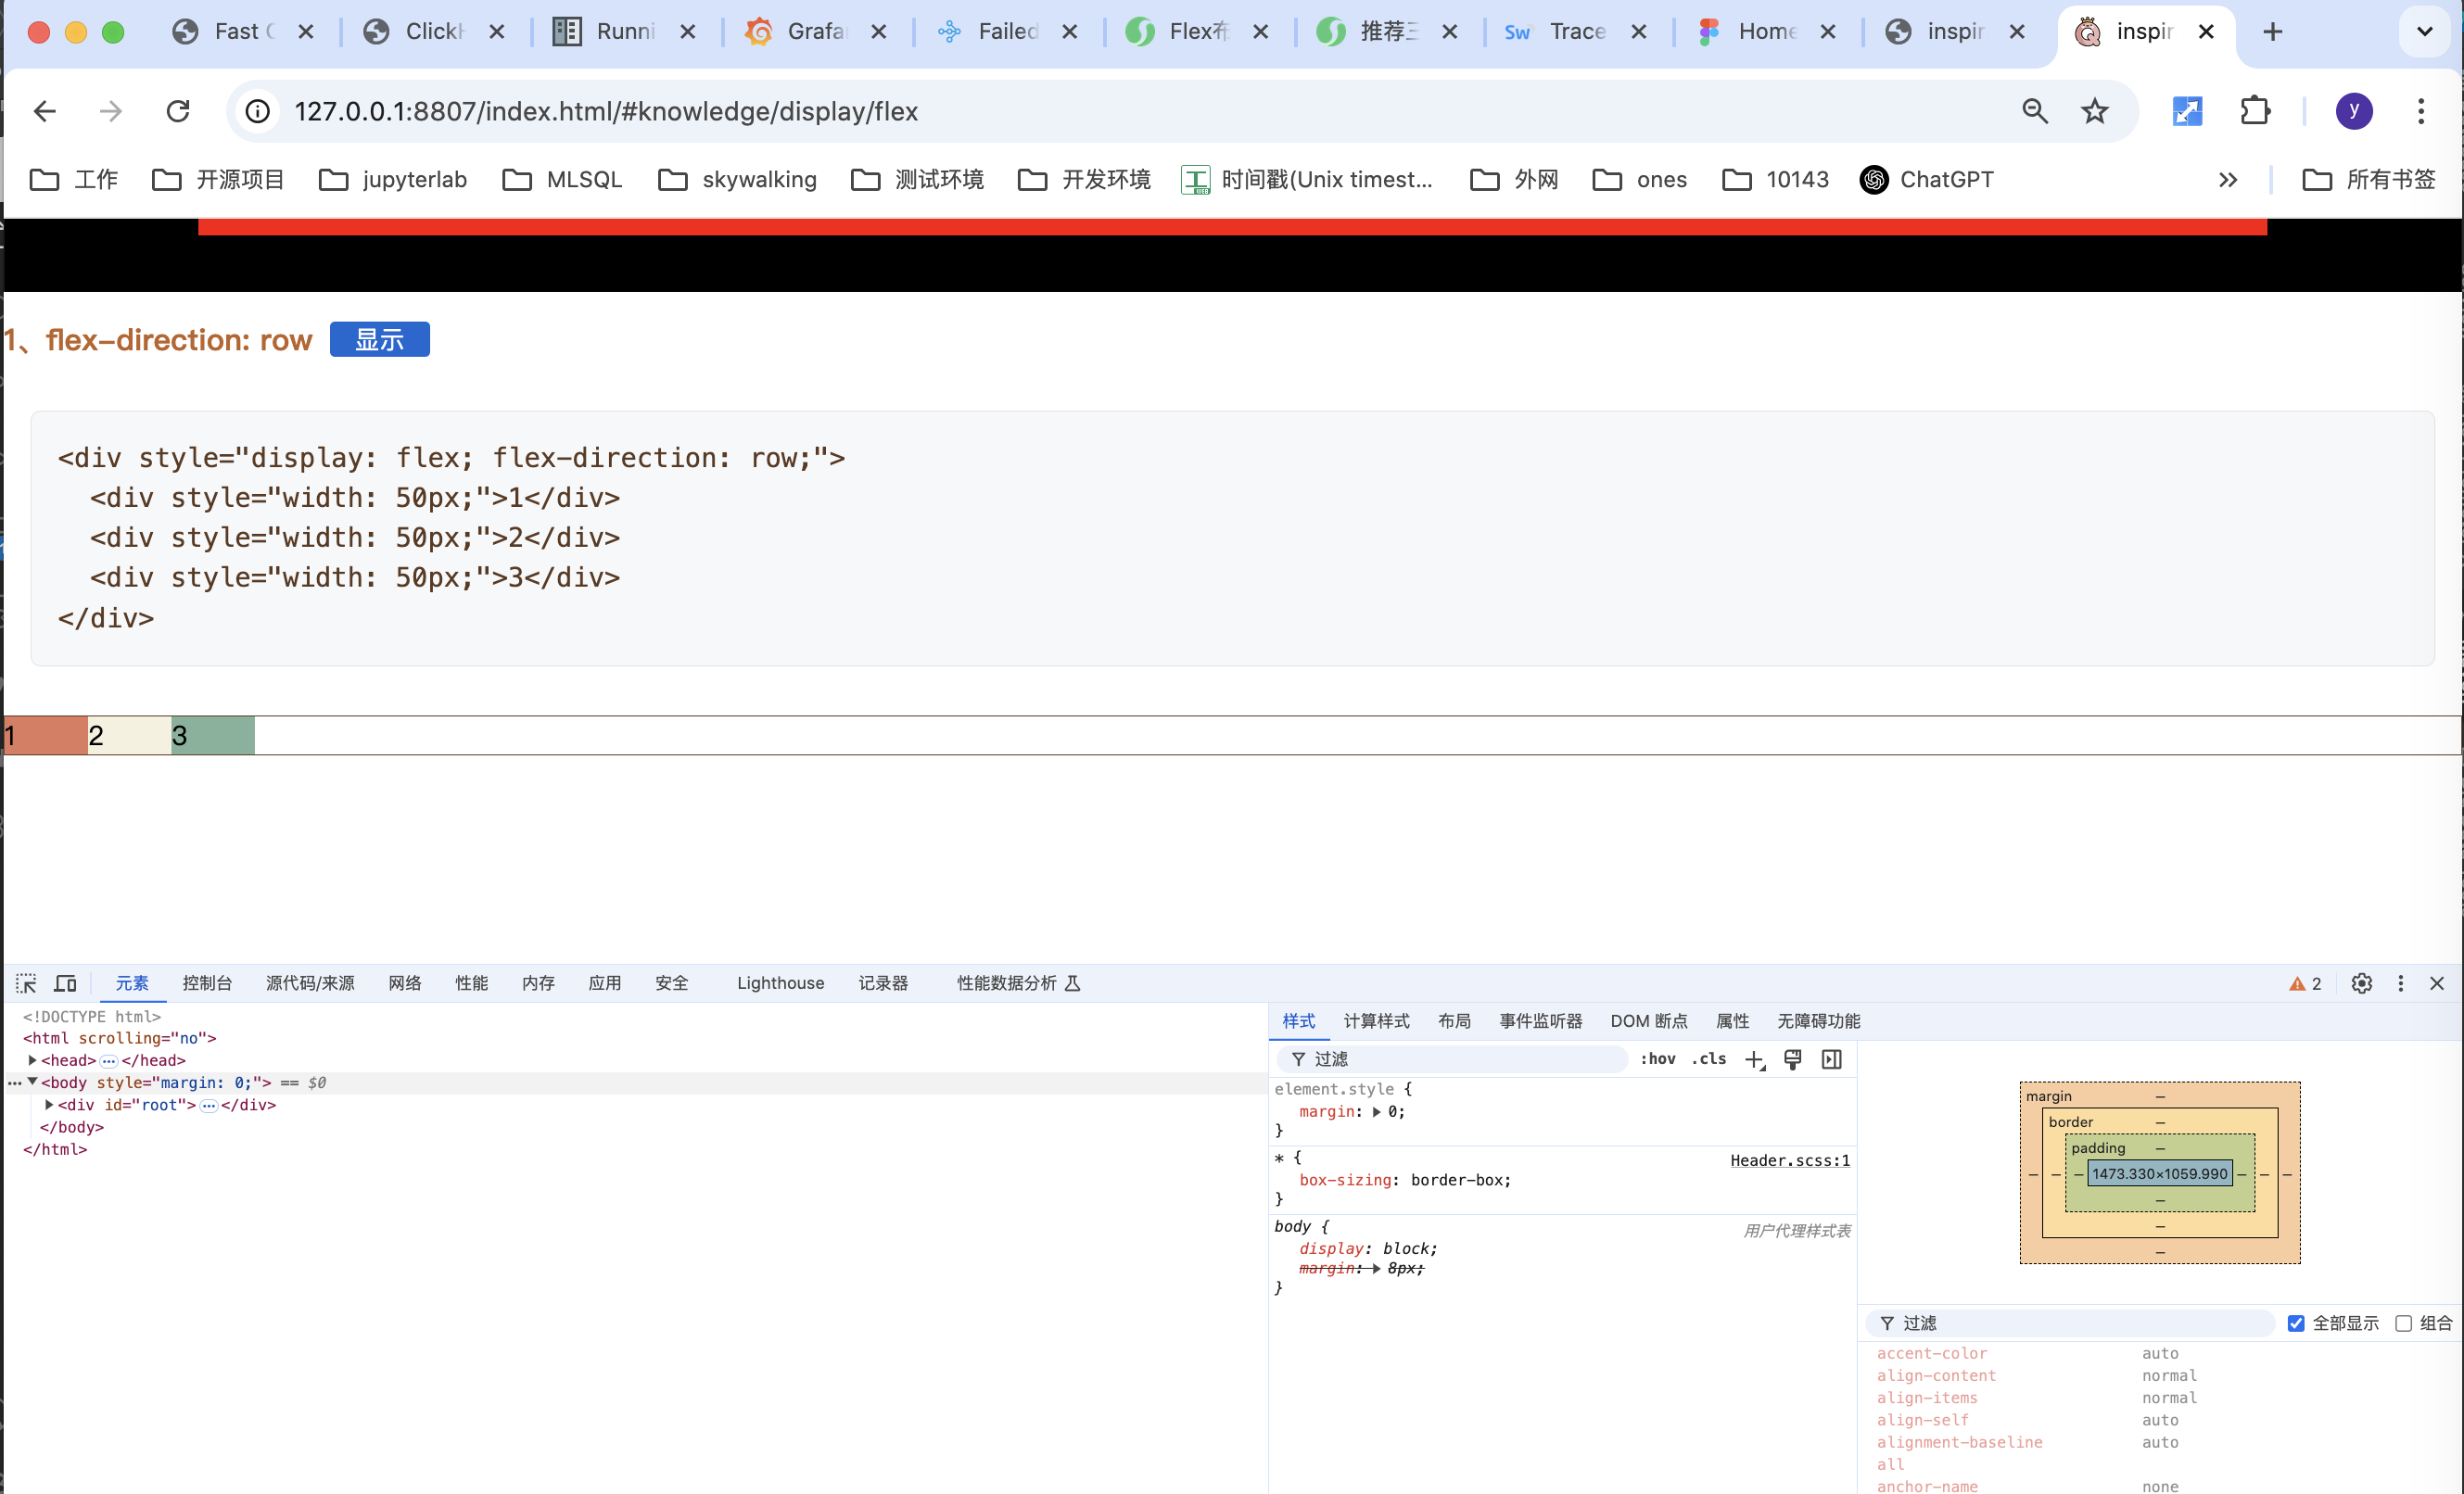 Fast C
ClickH
Runni
Grafa
Failed
Flex布
推荐三
Sw Trace
Home
inspir
inspir
127.0.0.1:8807/index.html/#knowledge/display/flex
y
工作 开源项目 jupyterlab MLSQL skywalking 测试环境 开发环境 时间戳(Unix timest... 外网 ones 10143 ChatGPT » 所有书签
1、flex-direction: row 显示
<div style="display: flex; flex-direction: row;">
  <div style="width: 50px;">1</div>
  <div style="width: 50px;">2</div>
  <div style="width: 50px;">3</div>
</div>
1 2 3
元素 控制台 源代码/来源 网络 性能 内存 应用 安全 Lighthouse 记录器 性能数据分析 2
<!DOCTYPE html>
<html scrolling="no">
<head>…</head>
<body style="margin: 0;"> == $0
<div id="root">…</div>
</body>
</html>
样式 计算样式 布局 事件监听器 DOM 断点 属性 无障碍功能
过滤 :hov .cls
element.style {
margin: 0;
}
* { Header.scss:1
box-sizing: border-box;
}
body { 用户代理样式表
display: block;
margin: 8px;
}
margin –
border –
padding –
– – – 1473.330×1059.990 – – –
–
–
–
过滤 全部显示 组合
accent-color auto
align-content normal
align-items normal
align-self auto
alignment-baseline auto
all
anchor-name none